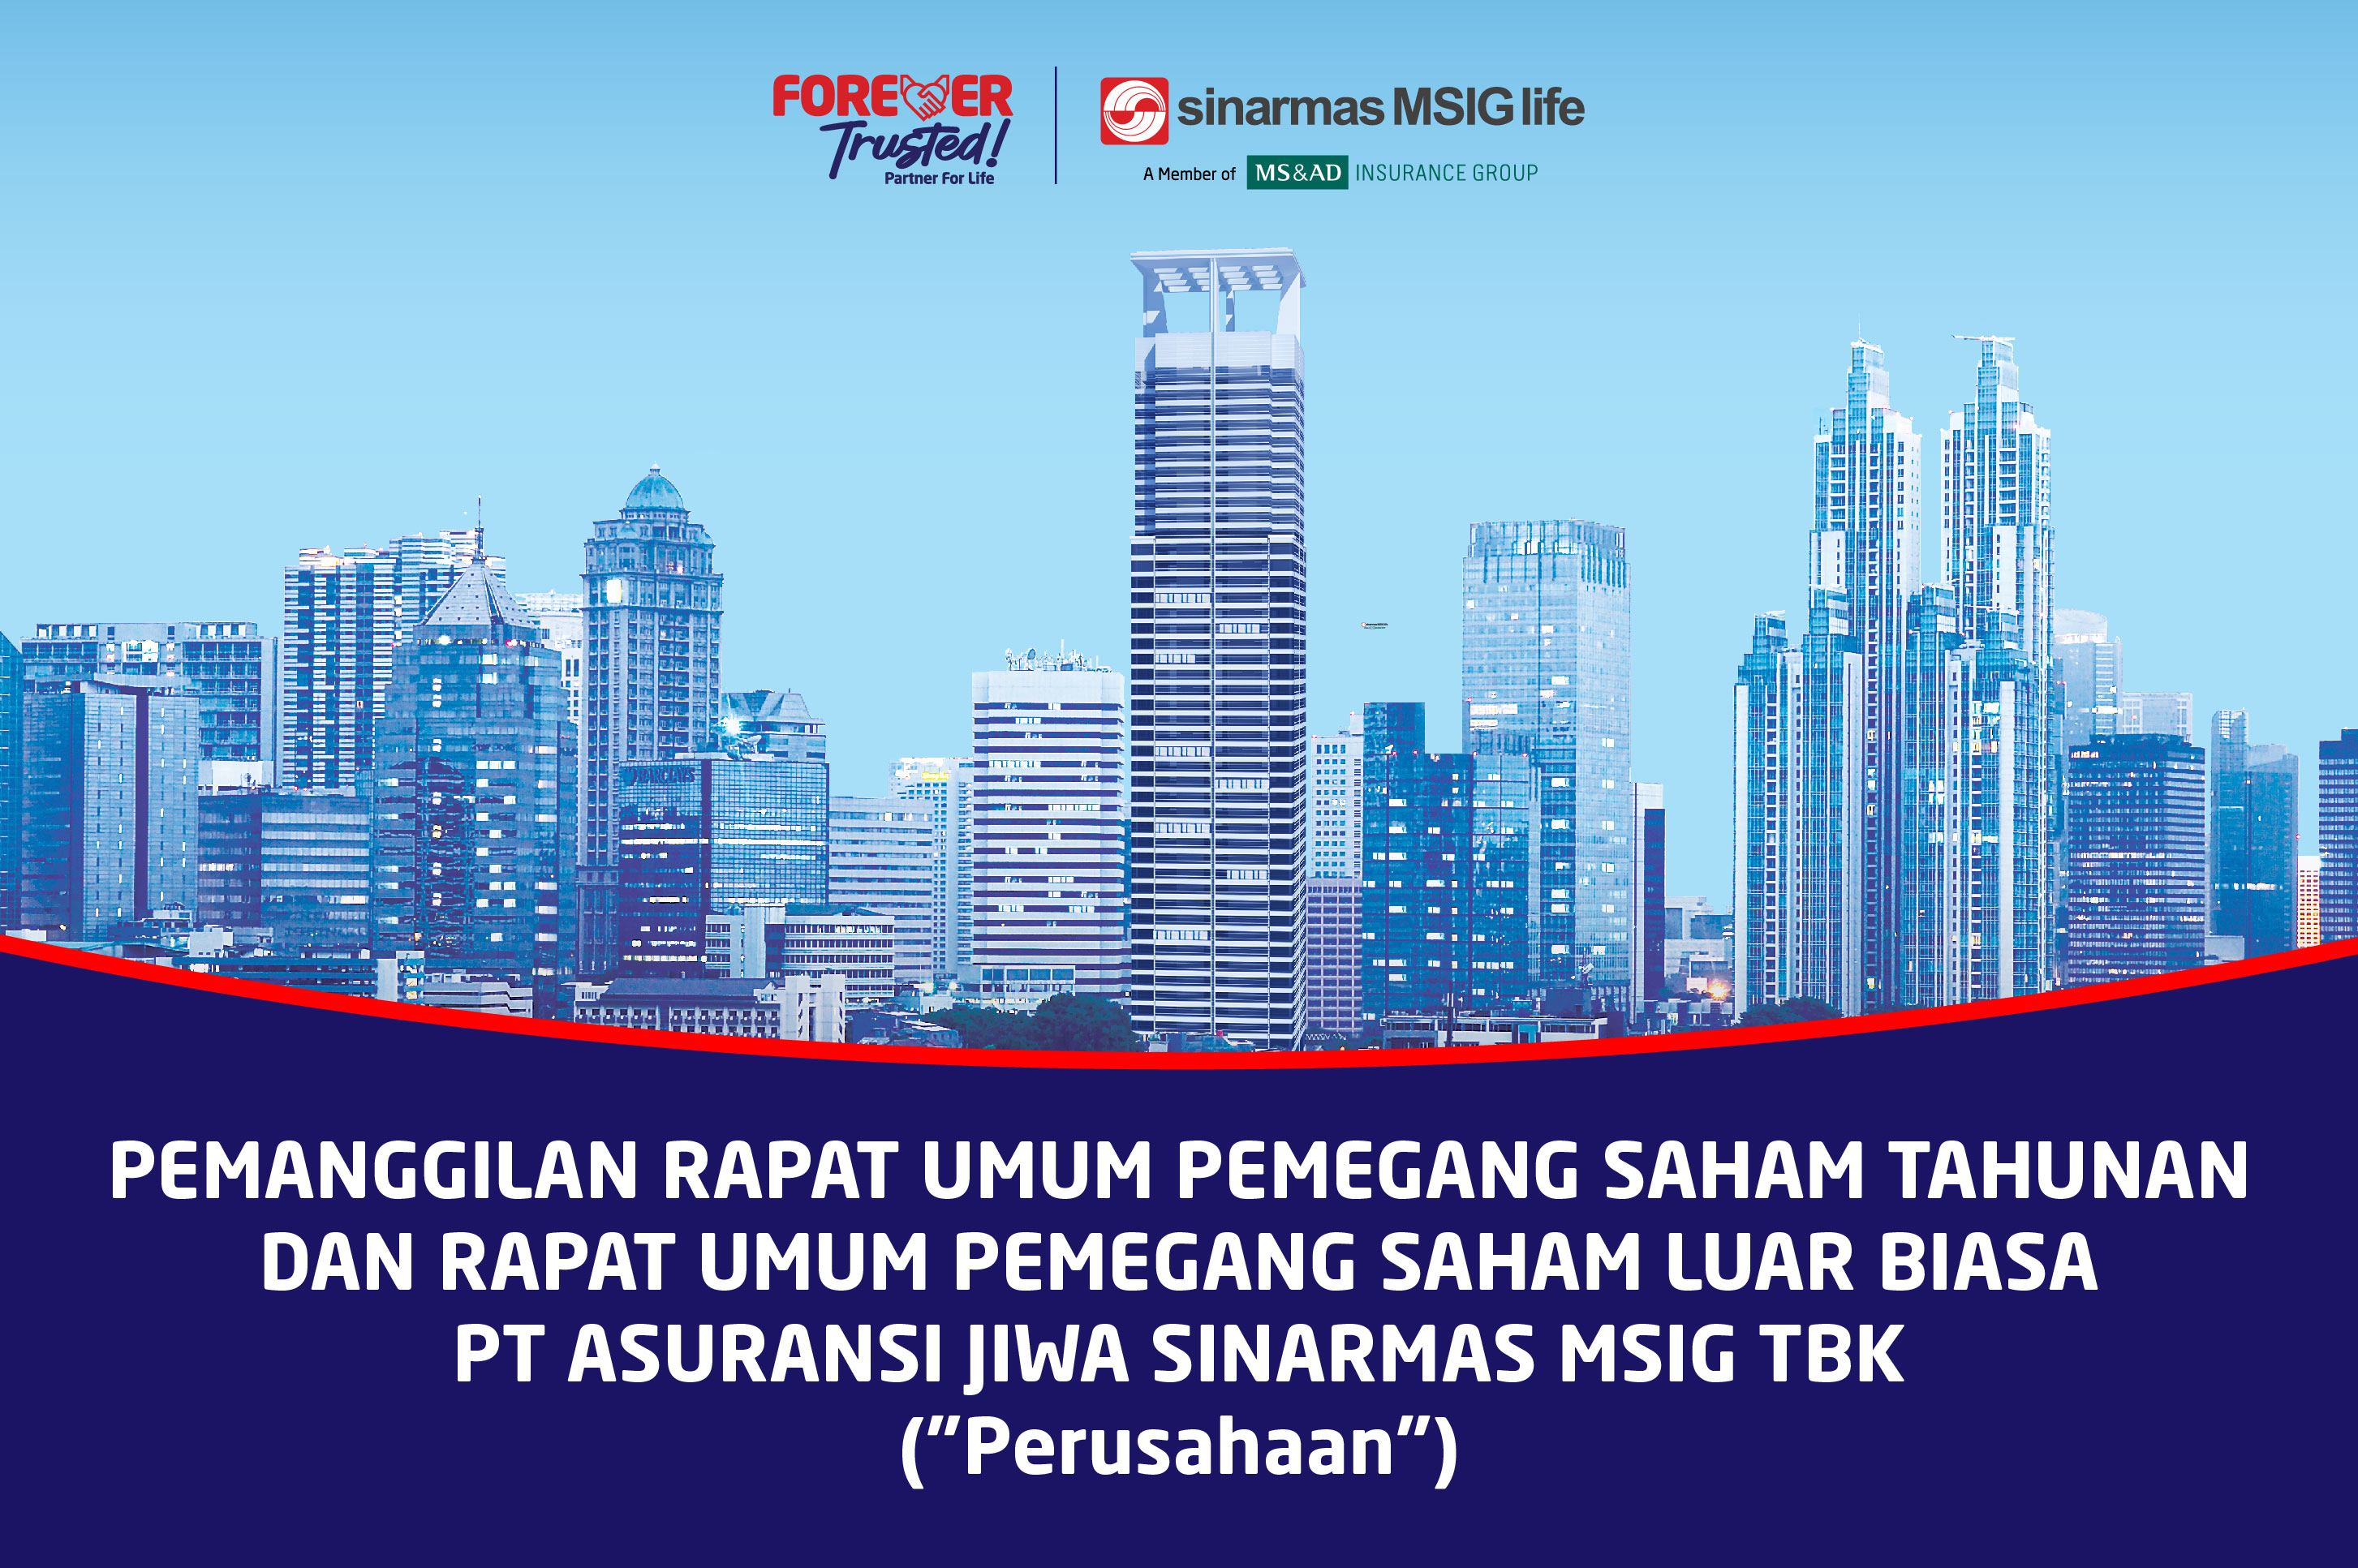 FOREVER
Trusted!
Partner For Life
sinarmas MSIG life
A Member of MS&AD INSURANCE GROUP
BARCLAYS
PEMANGGILAN RAPAT UMUM PEMEGANG SAHAM TAHUNAN
DAN RAPAT UMUM PEMEGANG SAHAM LUAR BIASA
PT ASURANSI JIWA SINARMAS MSIG TBK
("Perusahaan")